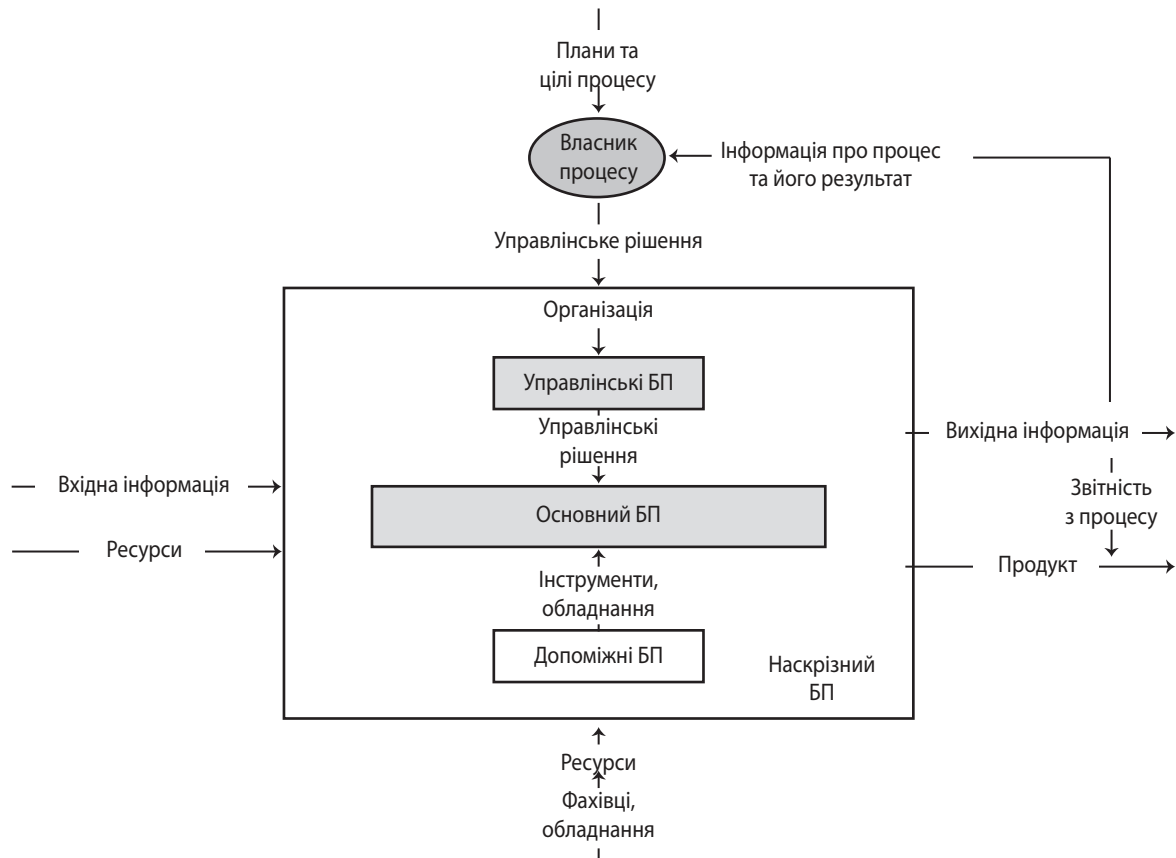 Плани та
цілі процесу
Власник
процесу
Інформація про процес
та його результат
Управлінське рішення
Організація
Управлінські БП
Управлінські
рішення
Вихідна інформація
Вхідна інформація
Звітність
з процесу
Основний БП
Ресурси
Продукт
Інструменти,
обладнання
Допоміжні БП
Наскрізний
БП
Ресурси
Фахівці,
обладнання